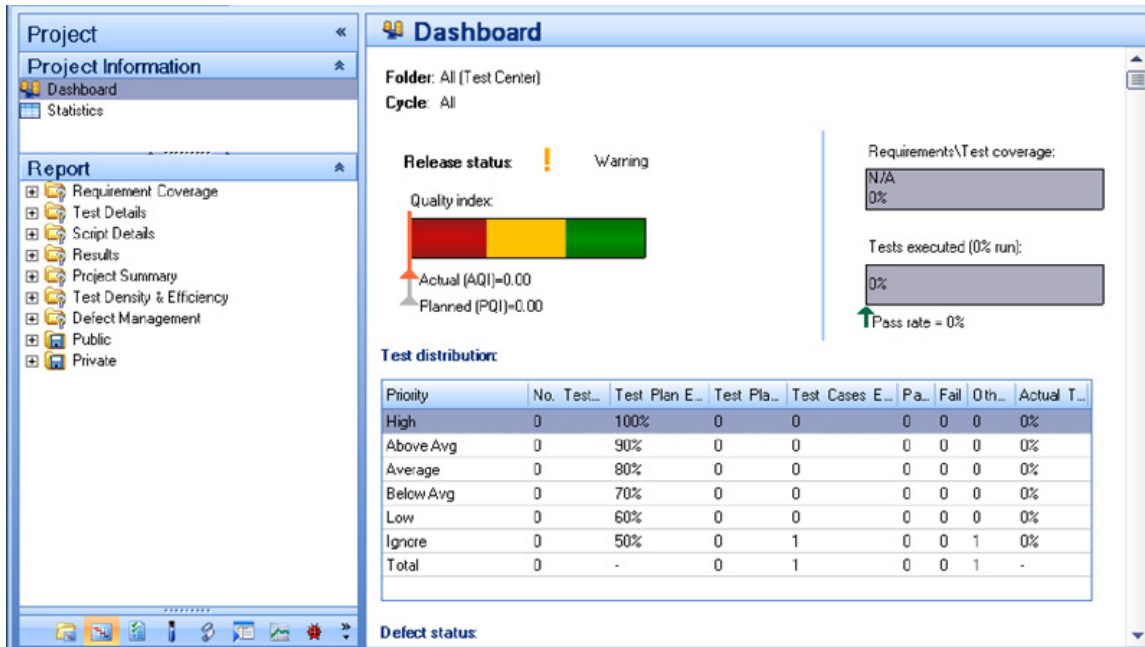 Project «
Project Information
Dashboard
Statistics
Report
Requirement Coverage
Test Details
Script Details
Results
Project Summary
Test Density & Efficiency
Defect Management
Public
Private
Dashboard
Folder: All (Test Center)
Cycle: All
Release status: ! Warning
Quality index:
Actual (AQI)=0.00
Planned (PQI)=0.00
Requirements\Test coverage:
N/A
0%
Tests executed (0% run):
0%
Pass rate = 0%
Test distribution:
Priority No. Test... Test Plan E... Test Pla... Test Cases E... Pa... Fail Oth... Actual T...
High 0 100% 0 0 0 0 0 0%
Above Avg 0 90% 0 0 0 0 0 0%
Average 0 80% 0 0 0 0 0 0%
Below Avg 0 70% 0 0 0 0 0 0%
Low 0 60% 0 0 0 0 0 0%
Ignore 0 50% 0 1 0 0 1 0%
Total 0 - 0 1 0 0 1 -
Defect status: